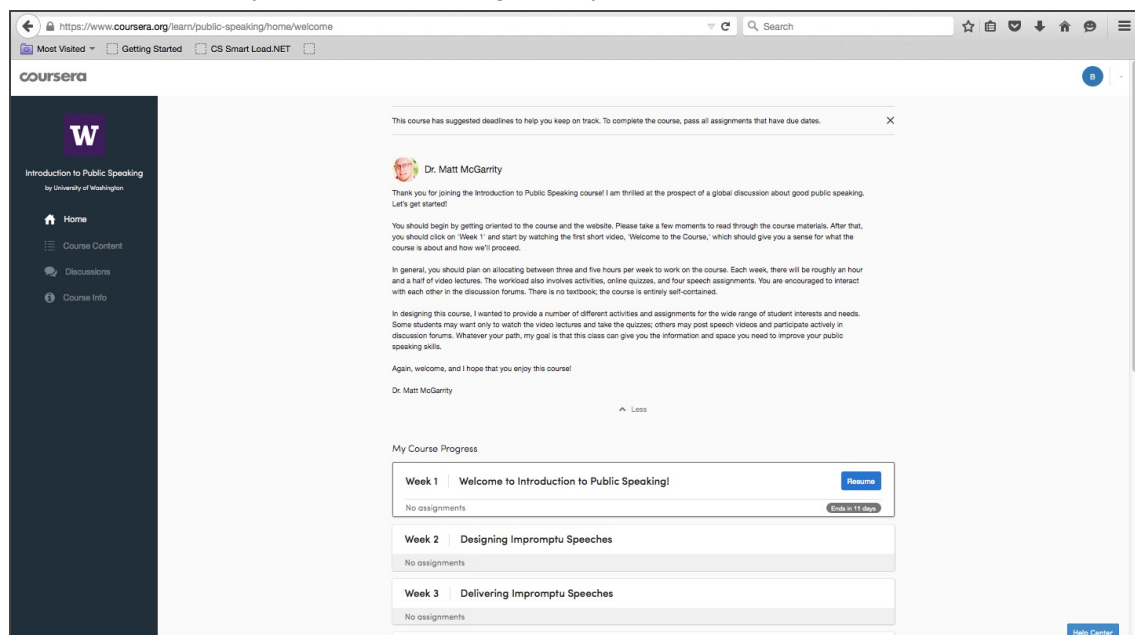 https://www.coursera.org/learn/public-speaking/home/welcome
Search
Most Visited
Getting Started
CS Smart Load.NET
coursera
B
W
Introduction to Public Speaking
by University of Washington
Home
Course Content
Discussions
Course Info
This course has suggested deadlines to help you keep on track. To complete the course, pass all assignments that have due dates.
Dr. Matt McGarrity
Thank you for joining the Introduction to Public Speaking course! I am thrilled at the prospect of a global discussion about good public speaking.
Let's get started!
You should begin by getting oriented to the course and the website. Please take a few moments to read through the course materials. After that,
you should click on 'Week 1' and start by watching the first short video, 'Welcome to the Course,' which should give you a sense for what the
course is about and how we'll proceed.
In general, you should plan on allocating between three and five hours per week to work on the course. Each week, there will be roughly an hour
and a half of video lectures. The workload also involves activities, online quizzes, and four speech assignments. You are encouraged to interact
with each other in the discussion forums. There is no textbook; the course is entirely self-contained.
In designing this course, I wanted to provide a number of different activities and assignments for the wide range of student interests and needs.
Some students may want only to watch the video lectures and take the quizzes; others may post speech videos and participate actively in
discussion forums. Whatever your path, my goal is that this class can give you the information and space you need to improve your public
speaking skills.
Again, welcome, and I hope that you enjoy this course!
Dr. Matt McGarrity
Less
My Course Progress
Week 1 Welcome to Introduction to Public Speaking!
Resume
No assignments
Ends in 11 days
Week 2 Designing Impromptu Speeches
No assignments
Week 3 Delivering Impromptu Speeches
No assignments
Help Center